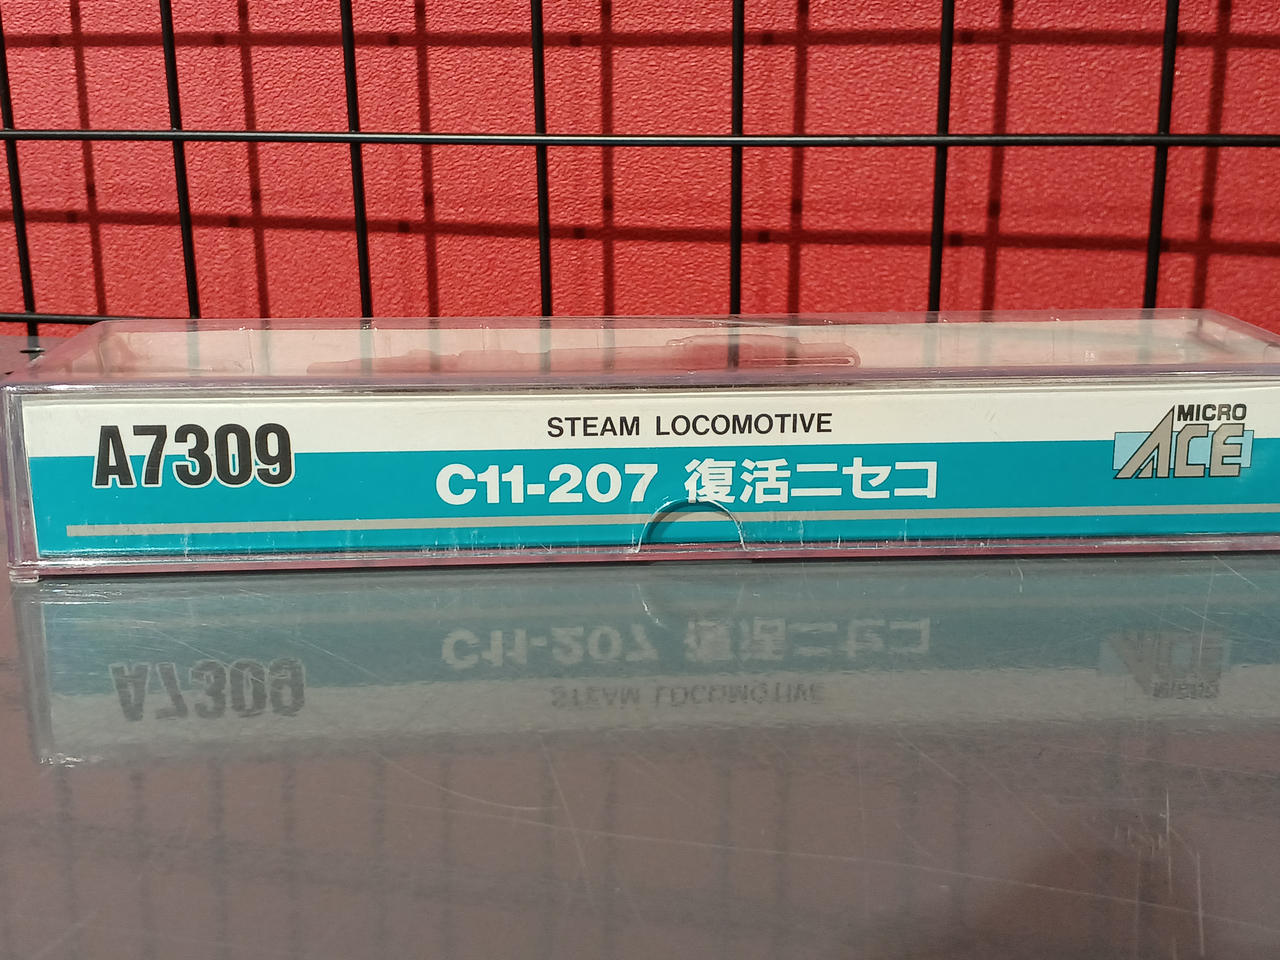 A7309
STEAM LOCOMOTIVE
C11-207 復活ニセコ
MICRO
ACE